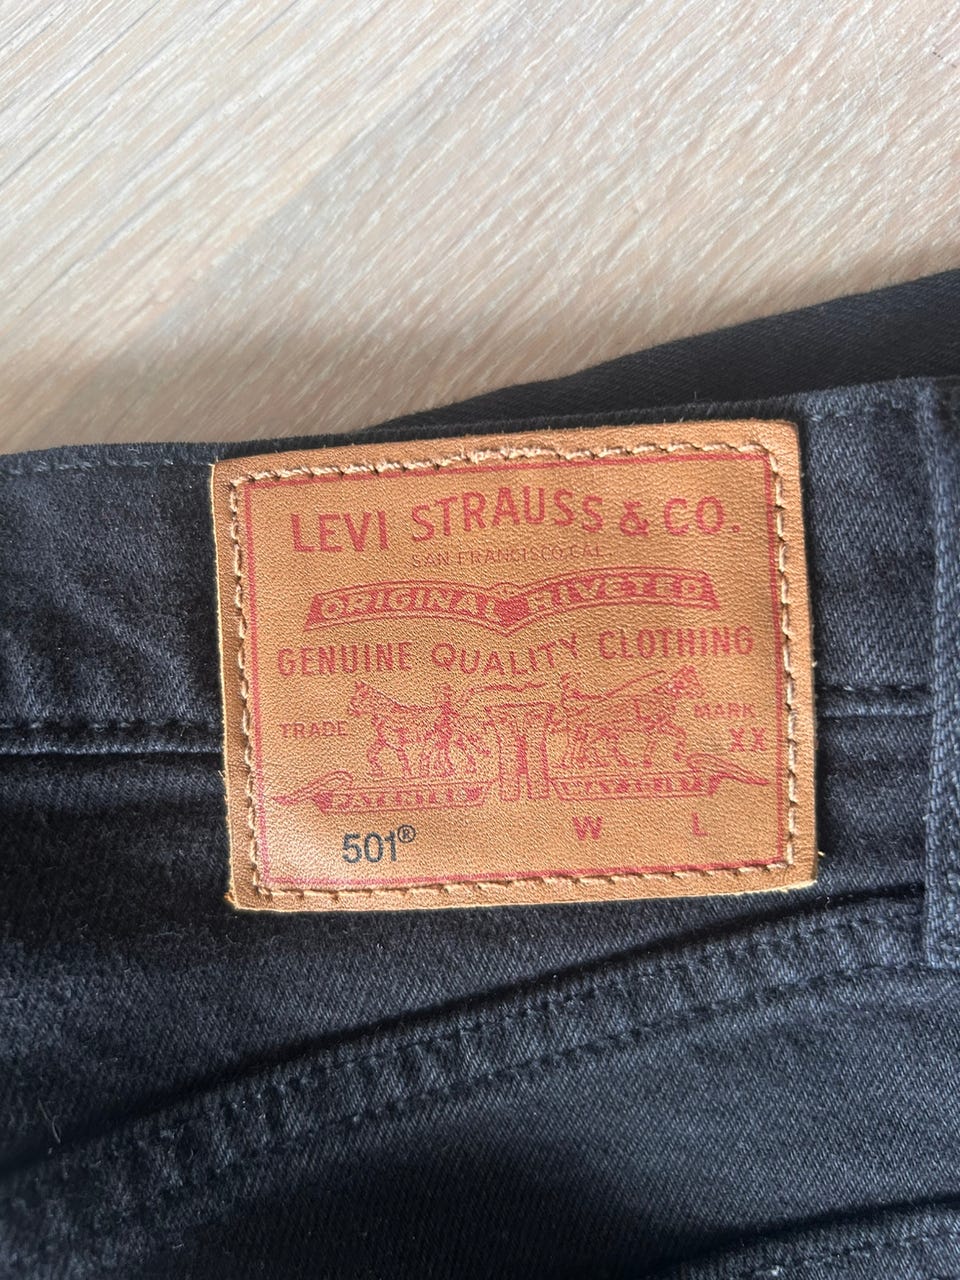 LEVI STRAUSS & CO.
SAN FRANCISCO CAL
ORIGINAL RIVETED
GENUINE QUALITY CLOTHING
TRADE MARK
XX
501® W L